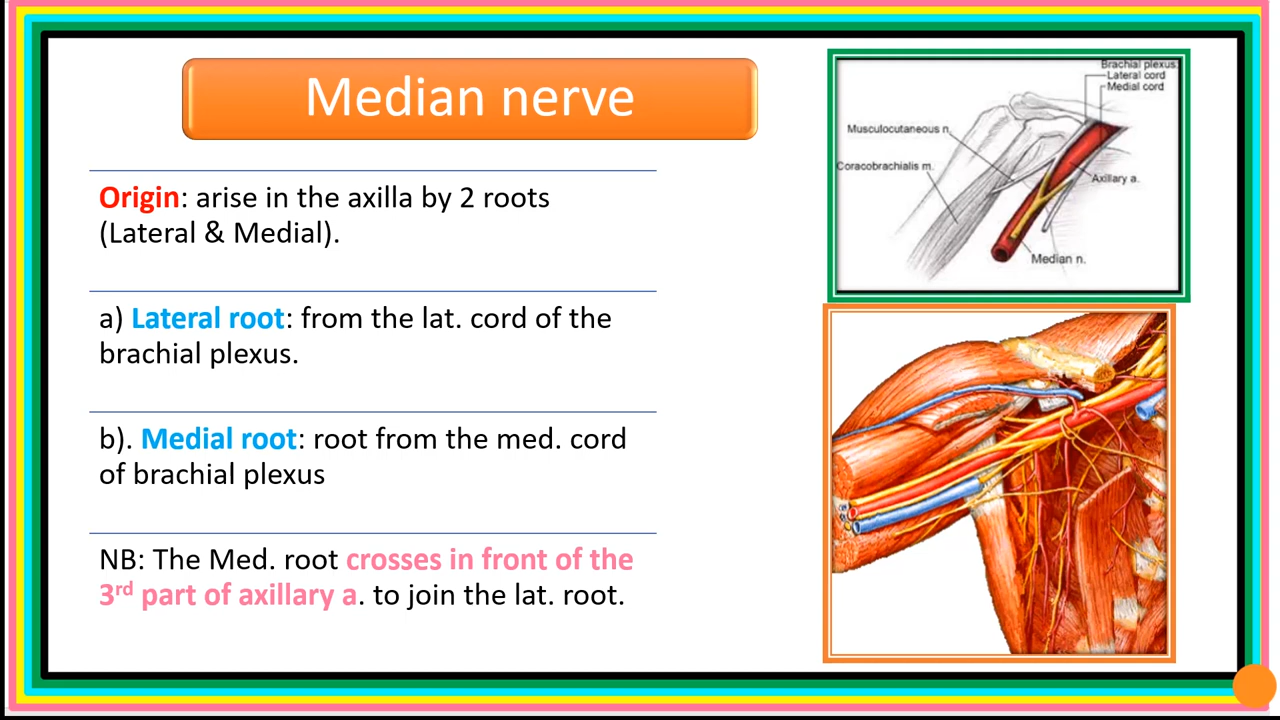 Median nerve
Origin: arise in the axilla by 2 roots
(Lateral & Medial).
a) Lateral root: from the lat. cord of the
brachial plexus.
b). Medial root: root from the med. cord
of brachial plexus
NB: The Med. root crosses in front of the
3rd part of axillary a. to join the lat. root.
Brachial plexus:
Lateral cord
Medial cord
Musculocutaneous n.
Coracobrachialis m.
Axillary a.
Median n.